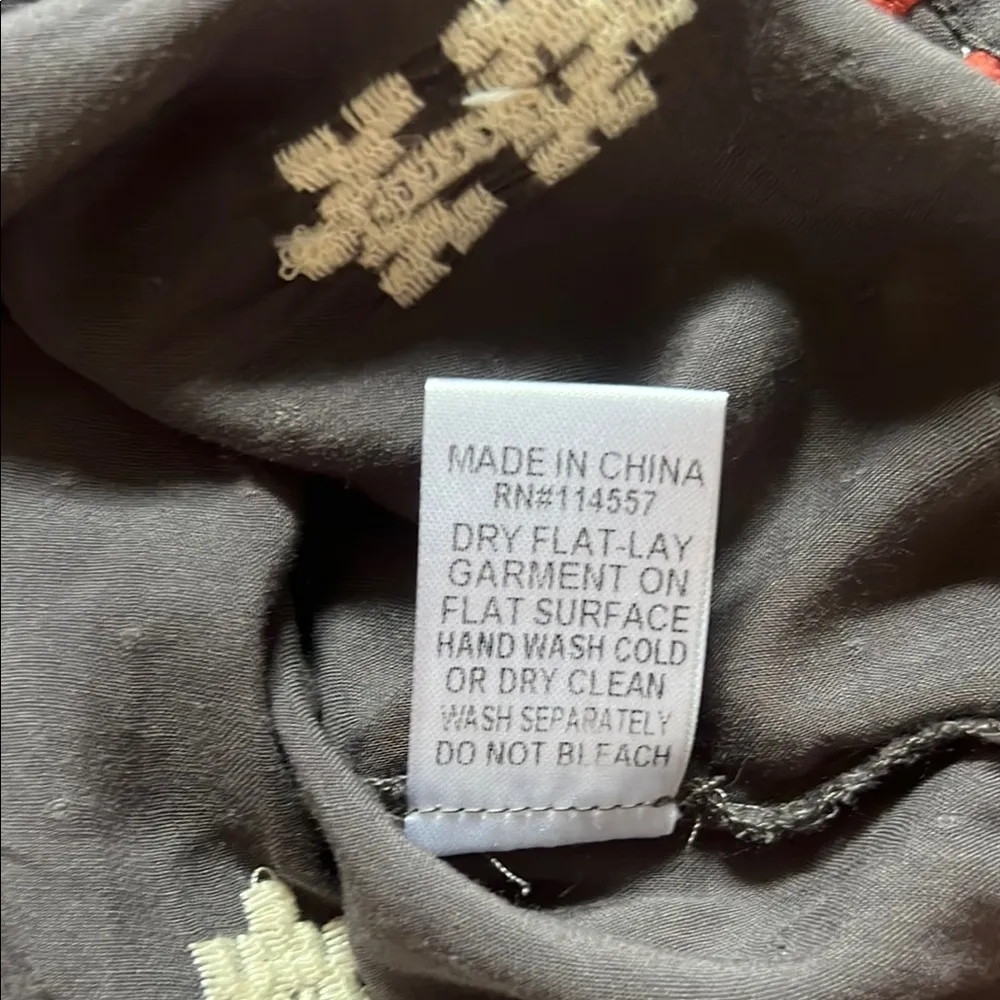 MADE IN CHINA
RN#114557
DRY FLAT-LAY
GARMENT ON
FLAT SURFACE
HAND WASH COLD
OR DRY CLEAN
WASH SEPARATELY
DO NOT BLEACH